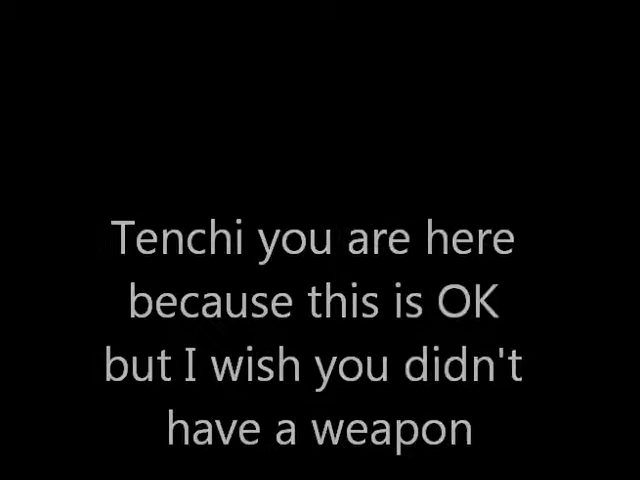 Tenchi you are here
because this is OK
but I wish you didn't
have a weapon